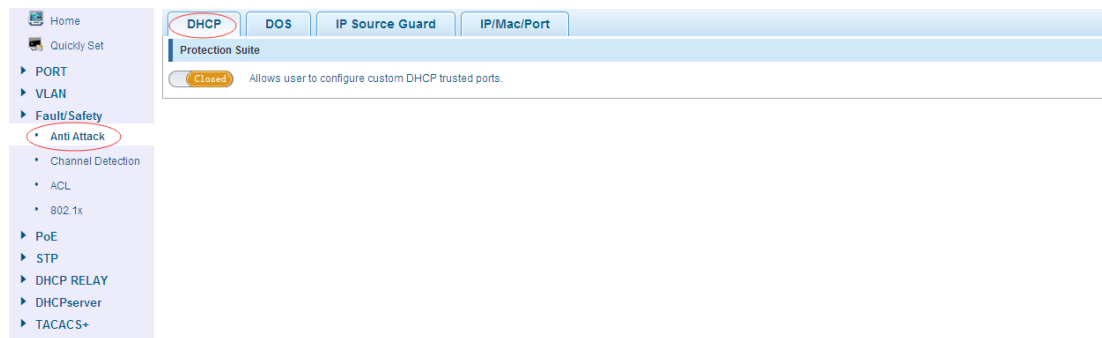 Home
Quickly Set
PORT
VLAN
Fault/Safety
Anti Attack
Channel Detection
ACL
802.1x
PoE
STP
DHCP RELAY
DHCPserver
TACACS+
DHCP DOS IP Source Guard IP/Mac/Port
Protection Suite
Closed Allows user to configure custom DHCP trusted ports.